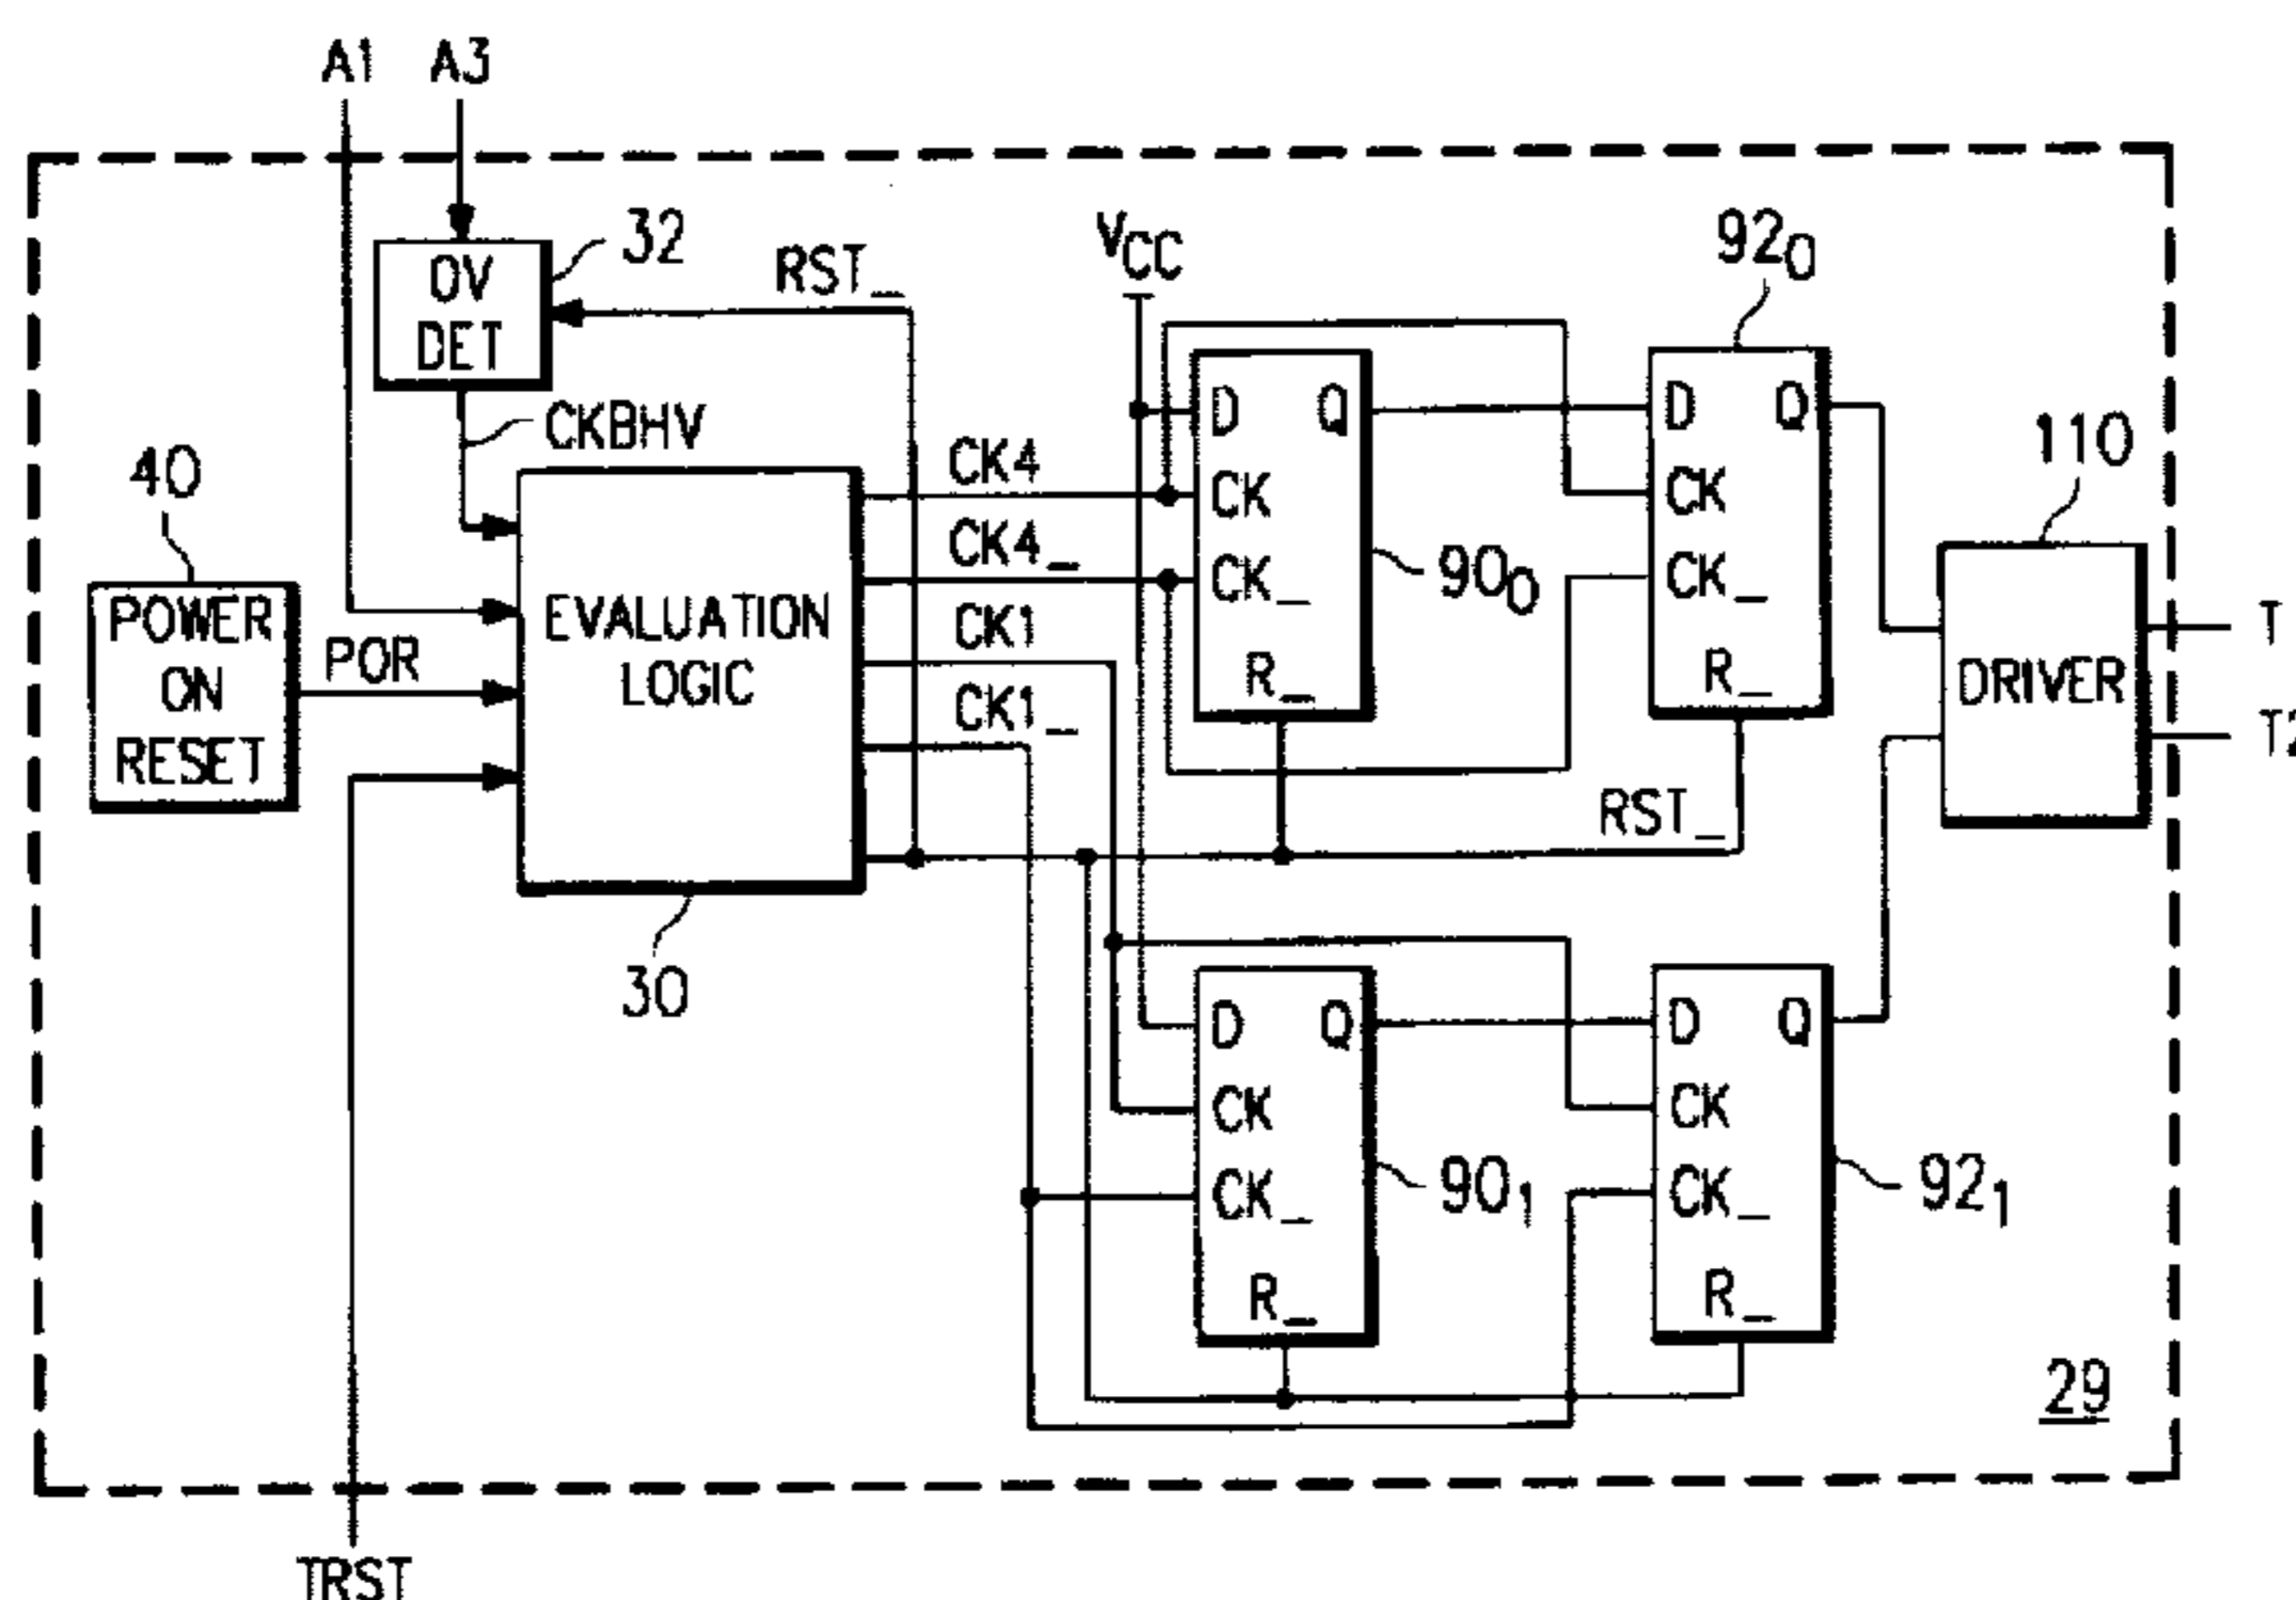 A1 A3
OV
DET
32
RST_
CKBHV
40
POWER
ON
RESET
POR
EVALUATION
LOGIC
30
CK4
CK4_
CK1
CK1_
VCC
D Q
CK
CK_
R_
900
920
D Q
CK
CK_
R_
RST_
110
DRIVER
T
T2
D Q
CK
CK_
R_
901
D Q
CK
CK_
R_
921
29
TRST